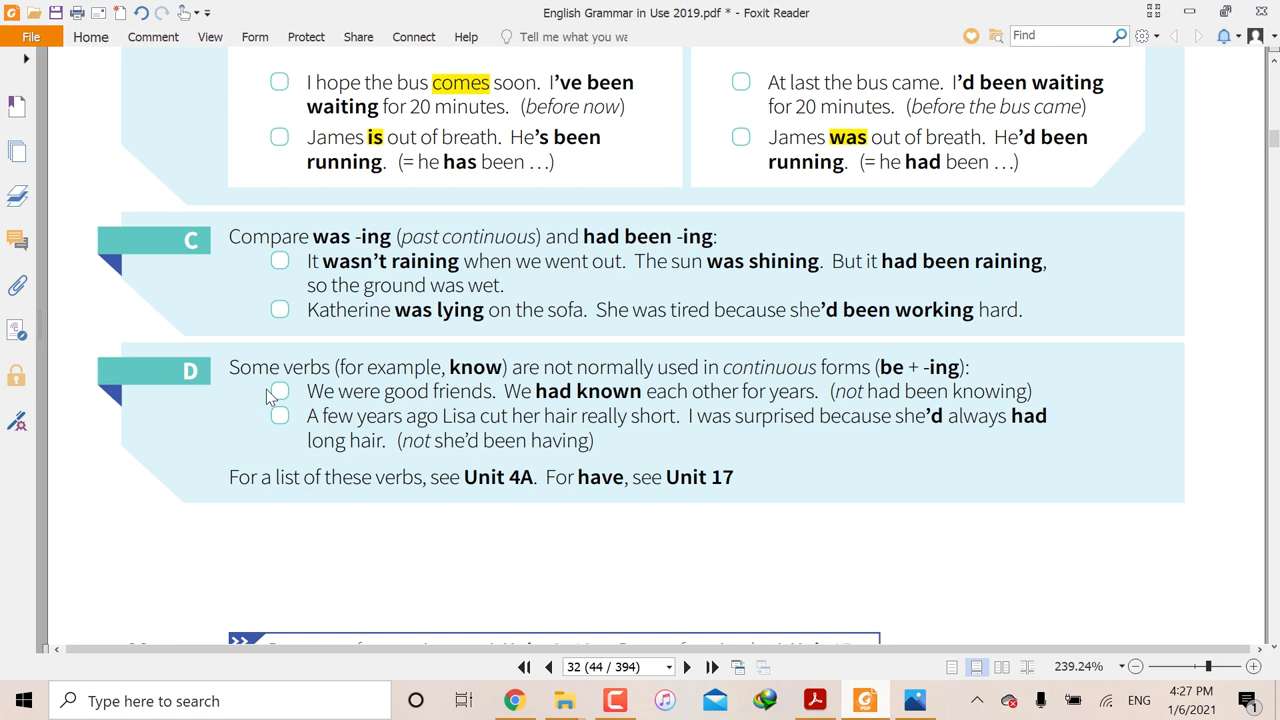 English Grammar in Use 2019.pdf * - Foxit Reader
File Home Comment View Form Protect Share Connect Help Tell me what you wa Find
I hope the bus comes soon. I've been
waiting for 20 minutes. (before now)
James is out of breath. He's been
running. (= he has been …)
At last the bus came. I'd been waiting
for 20 minutes. (before the bus came)
James was out of breath. He'd been
running. (= he had been …)
C
Compare was -ing (past continuous) and had been -ing:
It wasn't raining when we went out. The sun was shining. But it had been raining,
so the ground was wet.
Katherine was lying on the sofa. She was tired because she'd been working hard.
D
Some verbs (for example, know) are not normally used in continuous forms (be + -ing):
We were good friends. We had known each other for years. (not had been knowing)
A few years ago Lisa cut her hair really short. I was surprised because she'd always had
long hair. (not she'd been having)
For a list of these verbs, see Unit 4A. For have, see Unit 17
32 (44 / 394)
239.24%
Type here to search
ENG
4:27 PM
1/6/2021
1